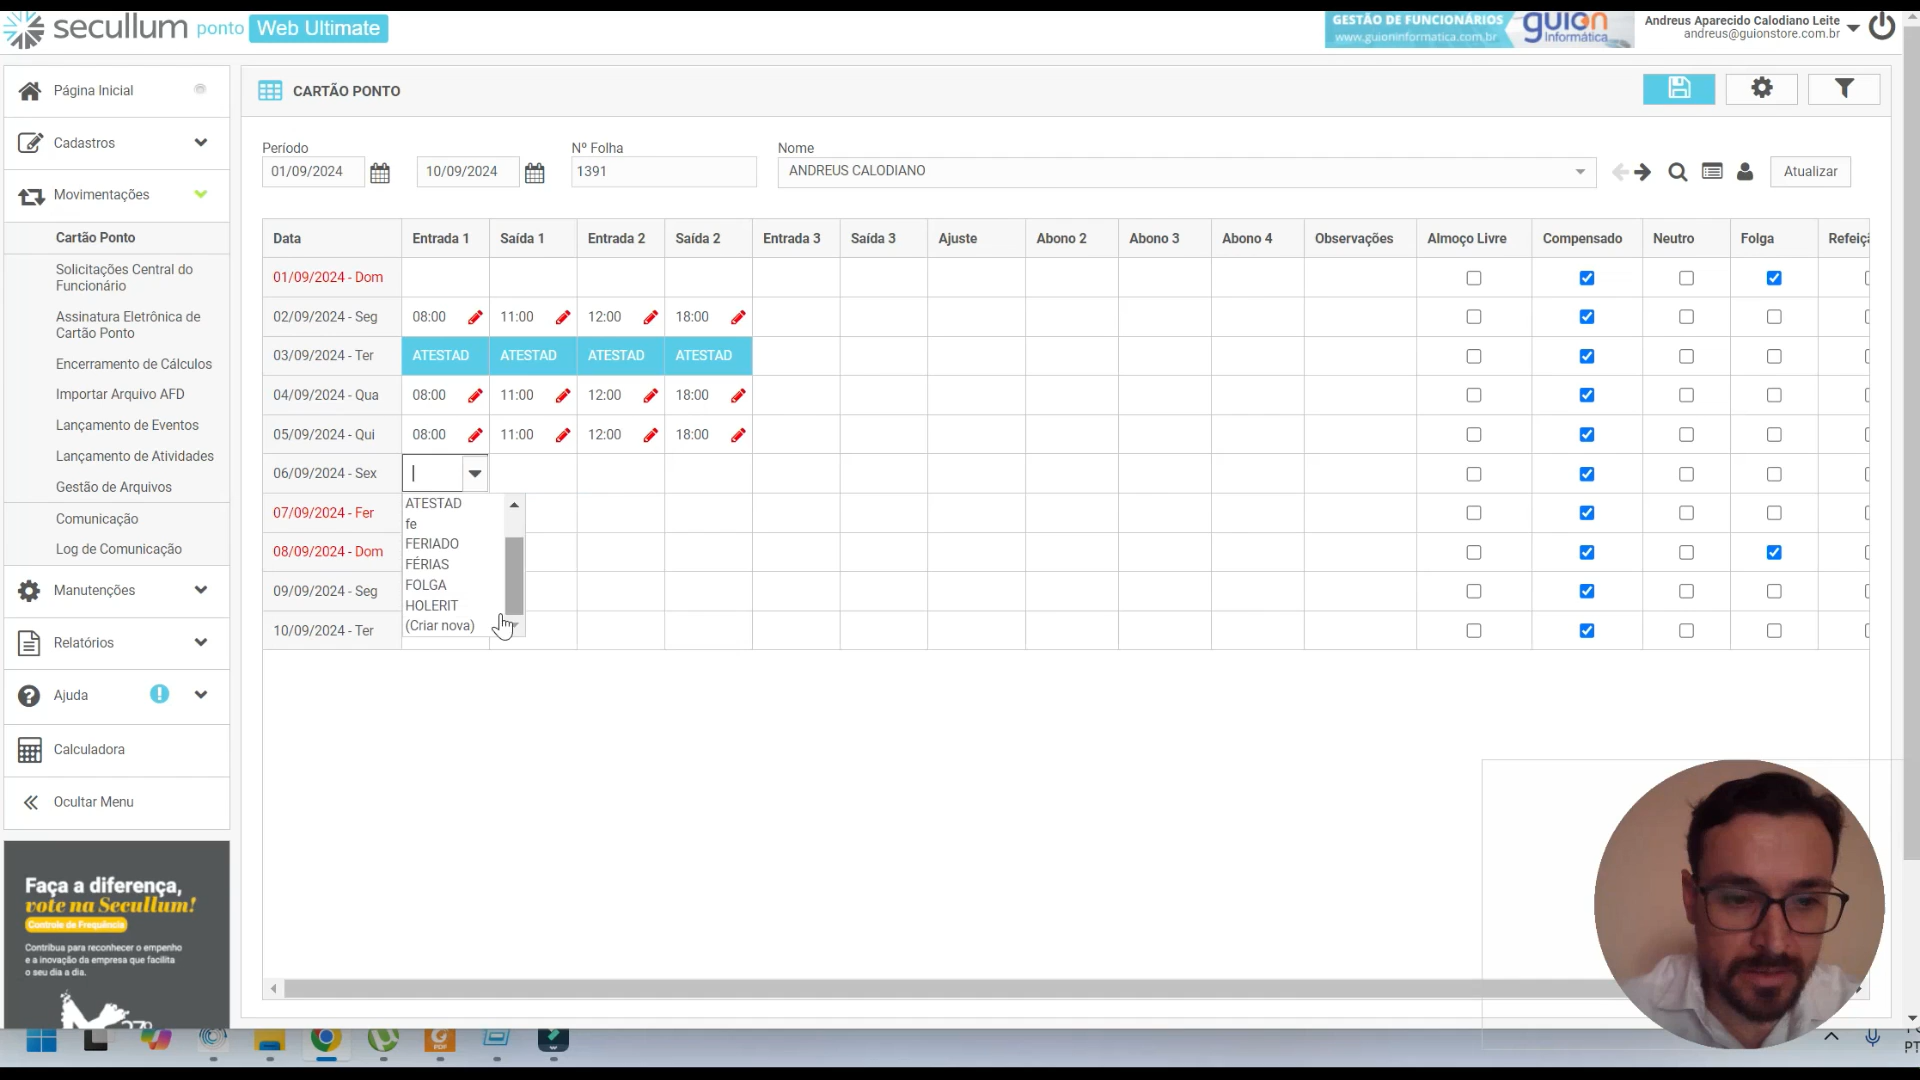 secullum ponto Web Ultimate
GESTÃO DE FUNCIONÁRIOS
www.guioninformatica.com.br
guion
Informática
Andreus Aparecido Calodiano Leite
andreus@guionstore.com.br
Página Inicial
Cadastros
Movimentações
Cartão Ponto
Solicitações Central do
Funcionário
Assinatura Eletrônica de
Cartão Ponto
Encerramento de Cálculos
Importar Arquivo AFD
Lançamento de Eventos
Lançamento de Atividades
Gestão de Arquivos
Comunicação
Log de Comunicação
Manutenções
Relatórios
Ajuda
Calculadora
Ocultar Menu
Faça a diferença,
vote na Secullum!
Controle de Frequência
Contribua para reconhecer o empenho
e a inovação da empresa que facilita
o seu dia a dia.
CARTÃO PONTO
Período Nº Folha Nome
01/09/2024 10/09/2024 1391 ANDREUS CALODIANO Atualizar
Data Entrada 1 Saída 1 Entrada 2 Saída 2 Entrada 3 Saída 3 Ajuste Abono 2 Abono 3 Abono 4 Observações Almoço Livre Compensado Neutro Folga
01/09/2024 - Dom
02/09/2024 - Seg 08:00 11:00 12:00 18:00
03/09/2024 - Ter ATESTAD ATESTAD ATESTAD ATESTAD
04/09/2024 - Qua 08:00 11:00 12:00 18:00
05/09/2024 - Qui 08:00 11:00 12:00 18:00
06/09/2024 - Sex
07/09/2024 - Fer
08/09/2024 - Dom
09/09/2024 - Seg
10/09/2024 - Ter
ATESTAD
fe
FERIADO
FÉRIAS
FOLGA
HOLERIT
(Criar nova)
PDF